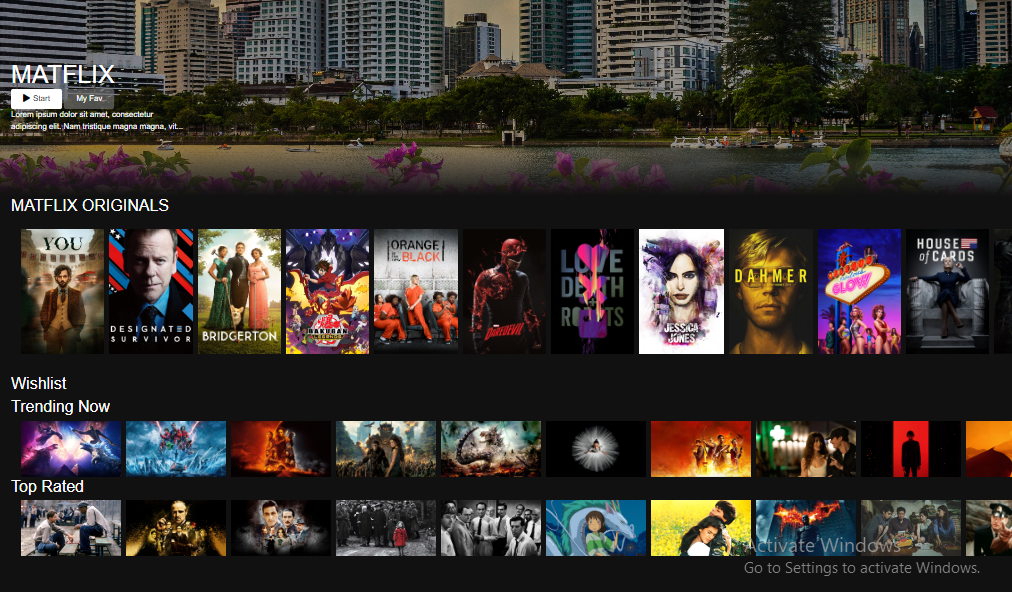 MATFLIX
Start
My Fav.
Lorem ipsum dolor sit amet, consectetur
adipiscing elit. Nam tristique magna magna, vit...
MATFLIX ORIGINALS
YOU
DESIGNATED
SURVIVOR
BRIDGERTON
BAKUGAN
ORANGE
IS THE NEW
BLACK
DAREDEVIL
LOVE
DEATH
ROBOTS
JESSICA
JONES
DAHMER
GLOW
HOUSE
of CARDS
Wishlist
Trending Now
Top Rated
Activate Windows
Go to Settings to activate Windows.